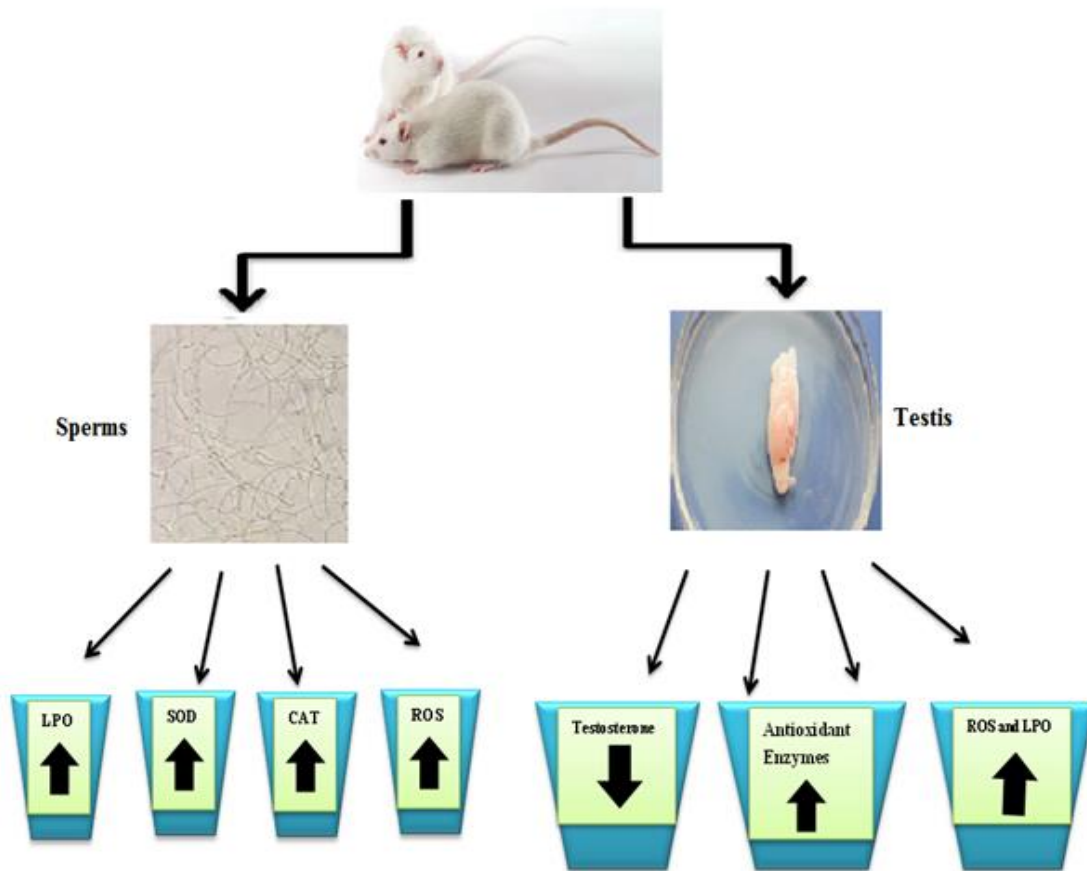 Sperms
Testis
LPO
SOD
CAT
ROS
Testosterone
Antioxidant
Enzymes
ROS and LPO